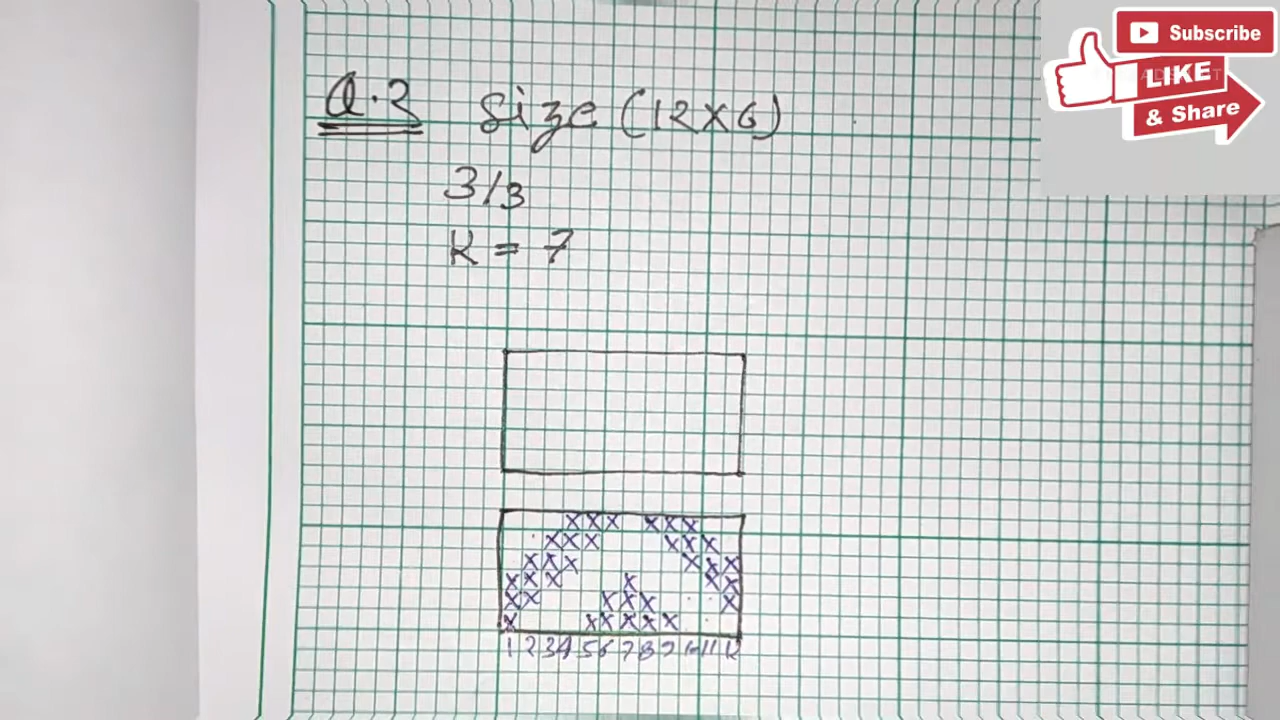 Q.3 Size (12x6)
3/3
R = 7
Subscribe
LIKE
& Share
X X X X X X
X X X X X X
X X X X X X
X X X X X X
X X X X X X
X X X X X X
1 2 3 4 5 6 7 8 9 10 11 12